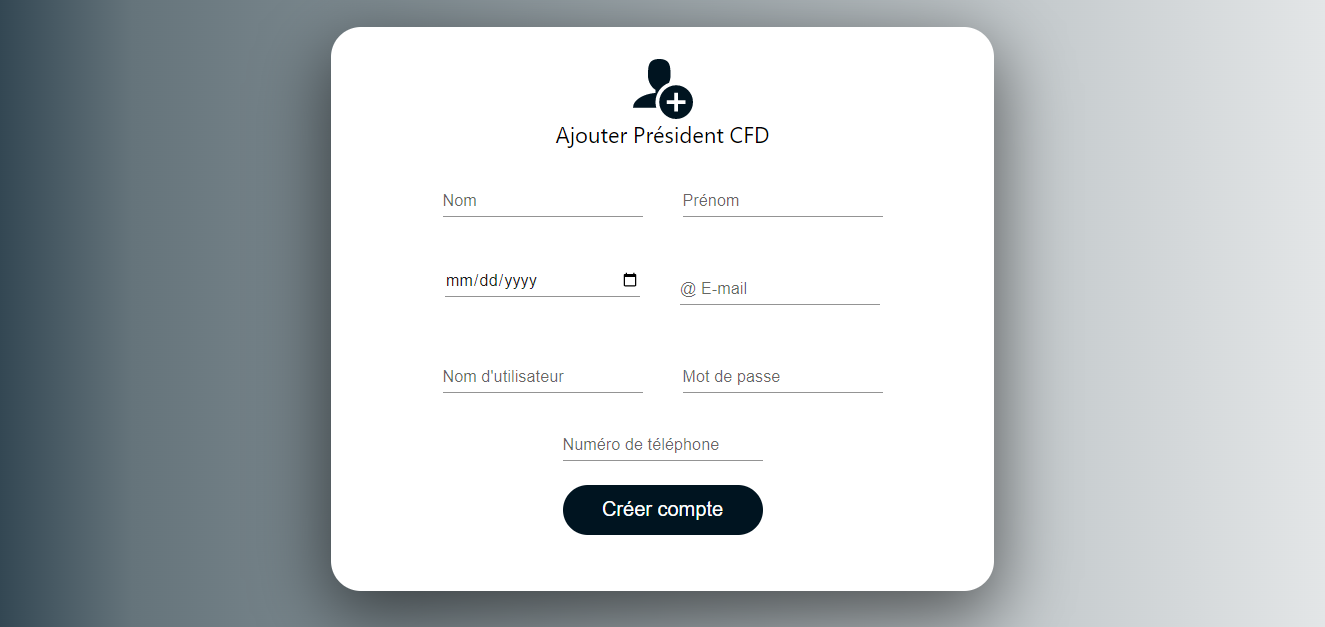 Ajouter Président CFD
Nom
Prénom
mm/dd/yyyy
@ E-mail
Nom d'utilisateur
Mot de passe
Numéro de téléphone
Créer compte